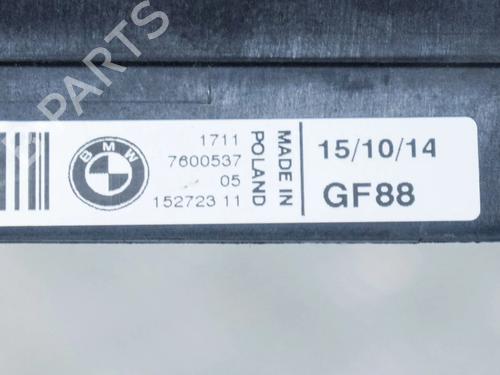 B-PARTS
BMW
1711
7600537
05
152723 11
MADE IN
POLAND
15/10/14
GF88